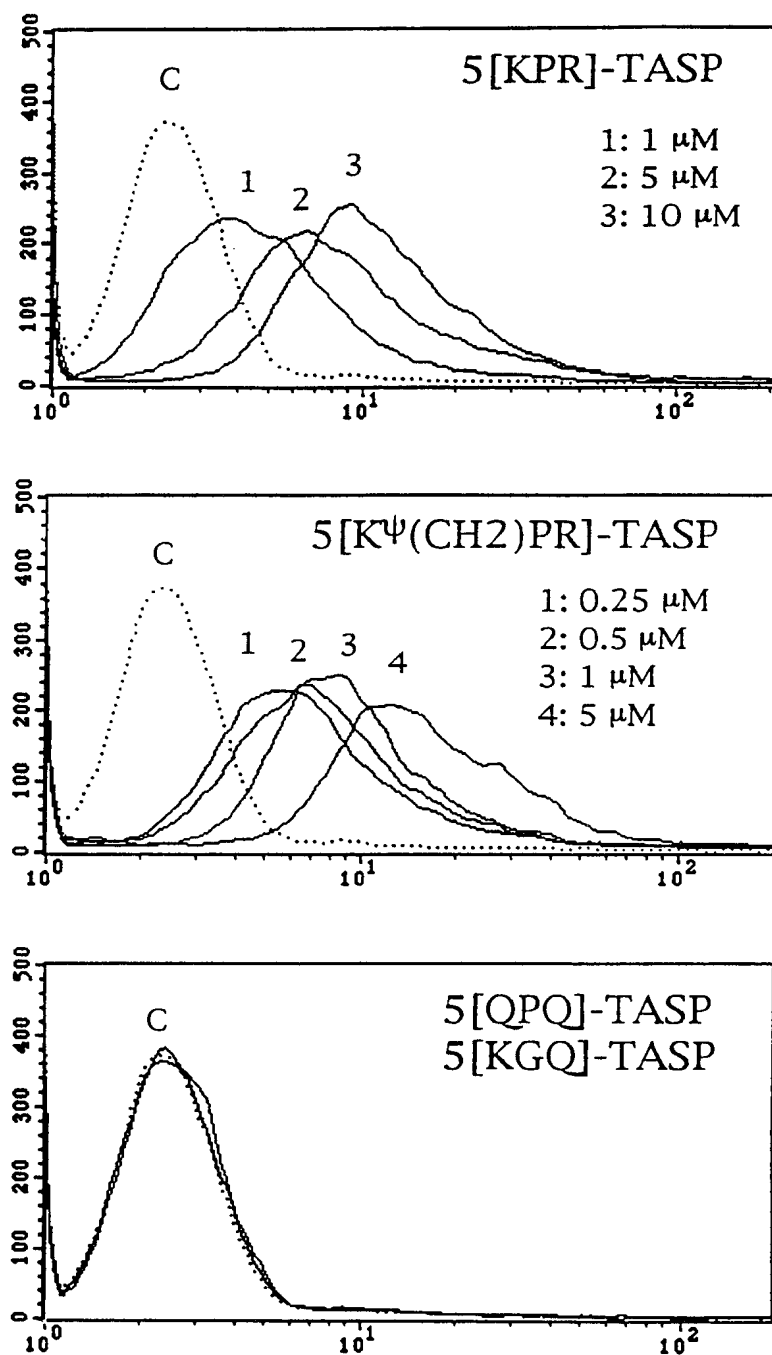 500
400
300
200
100
0
C
1
2
3
5[KPR]-TASP
1: 1 µM
2: 5 µM
3: 10 µM
10⁰
10¹
10²
500
400
300
200
100
0
C
1
2
3
4
5[KΨ(CH2)PR]-TASP
1: 0.25 µM
2: 0.5 µM
3: 1 µM
4: 5 µM
10⁰
10¹
10²
500
400
300
200
100
0
C
5[QPQ]-TASP
5[KGQ]-TASP
10⁰
10¹
10²